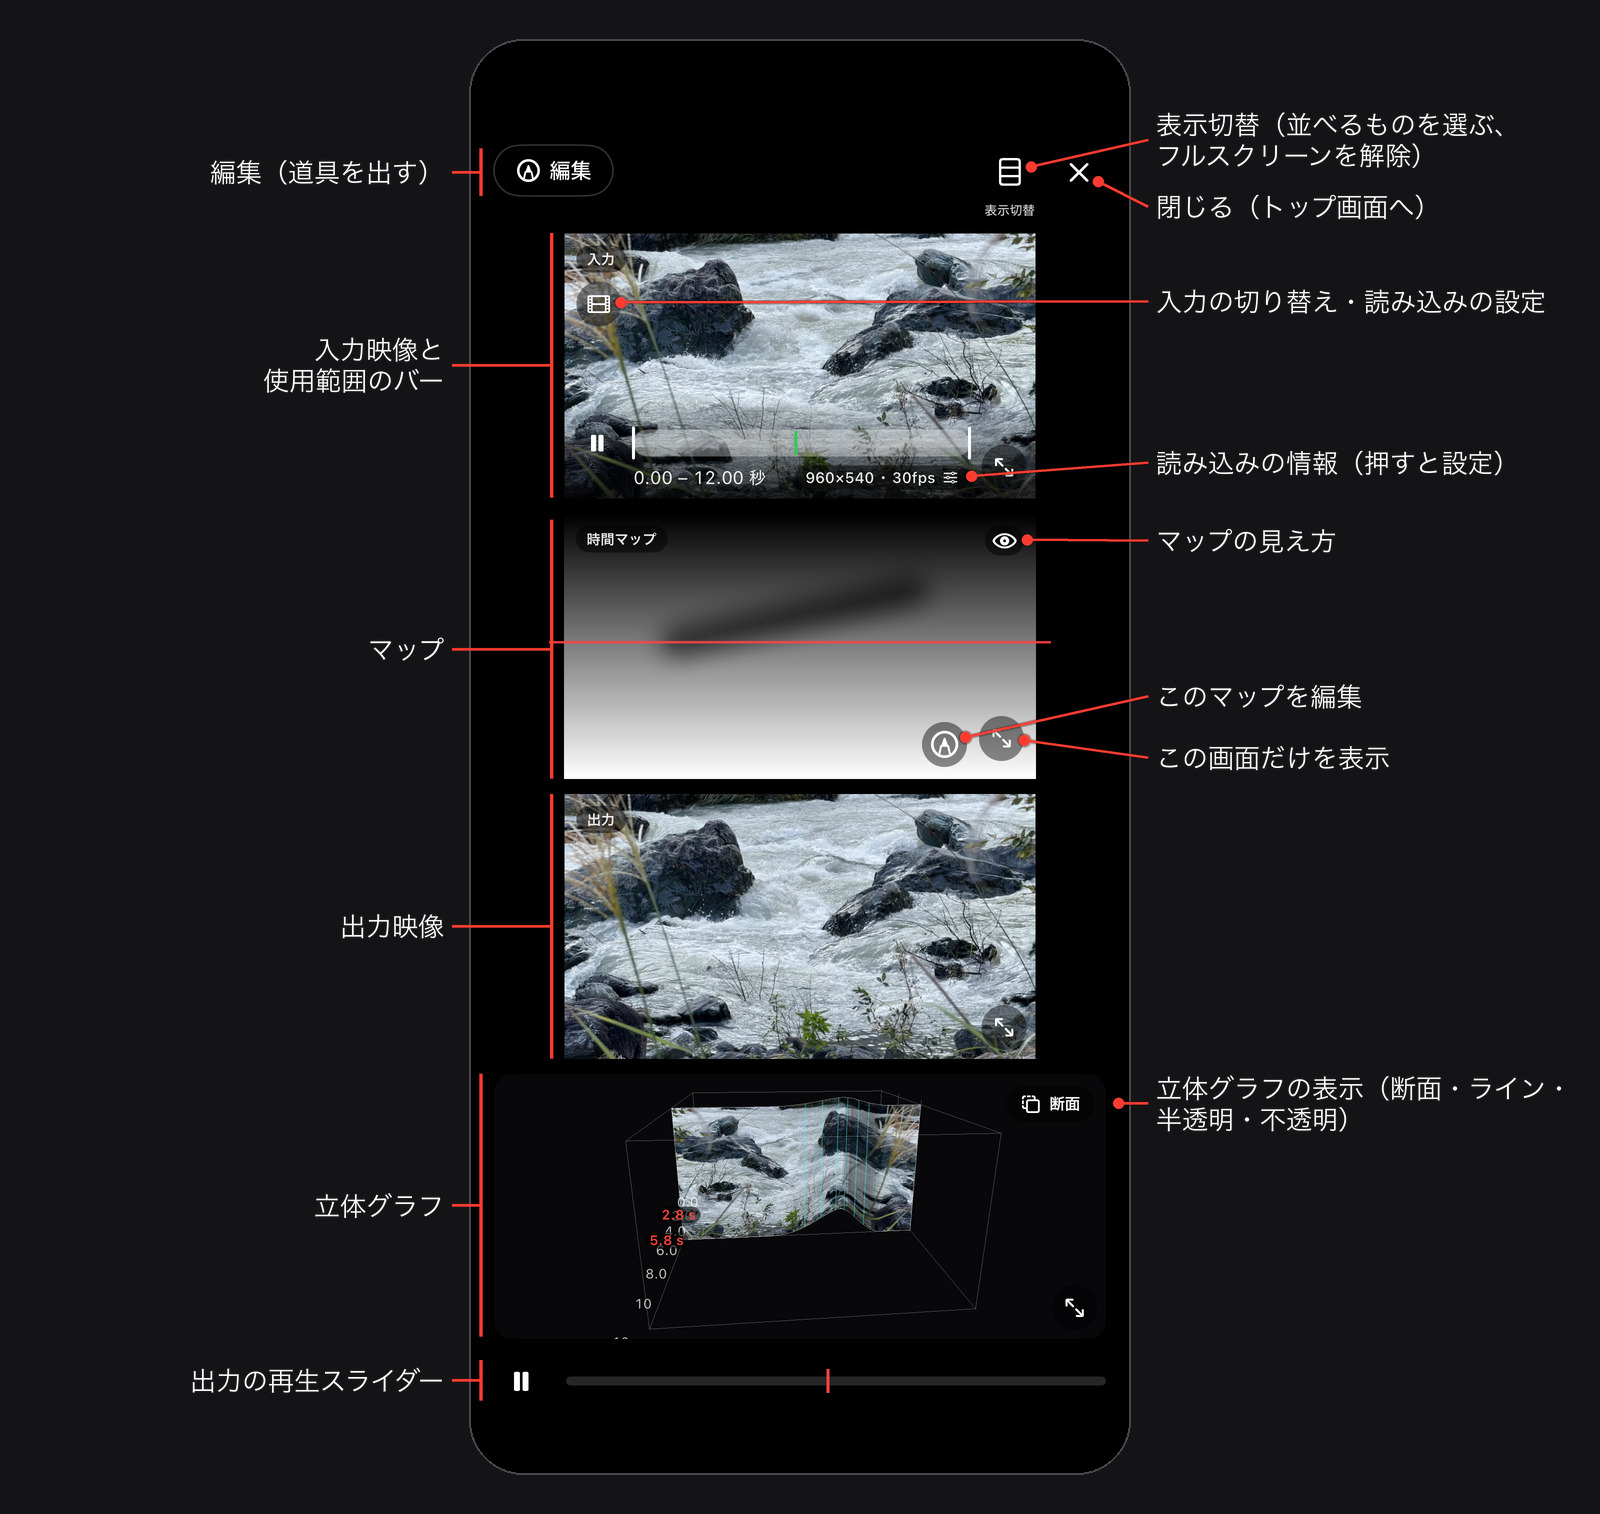 編集（道具を出す）
編集
表示切替
表示切替（並べるものを選ぶ、
フルスクリーンを解除）
閉じる（トップ画面へ）
入力
入力の切り替え・読み込みの設定
入力映像と
使用範囲のバー
0.00 – 12.00 秒
960×540・30fps
読み込みの情報（押すと設定）
時間マップ
マップの見え方
マップ
このマップを編集
この画面だけを表示
出力
出力映像
断面
立体グラフの表示（断面・ライン・
半透明・不透明）
立体グラフ
0.0
2.8 s
4.0
5.8 s
6.0
8.0
10
出力の再生スライダー